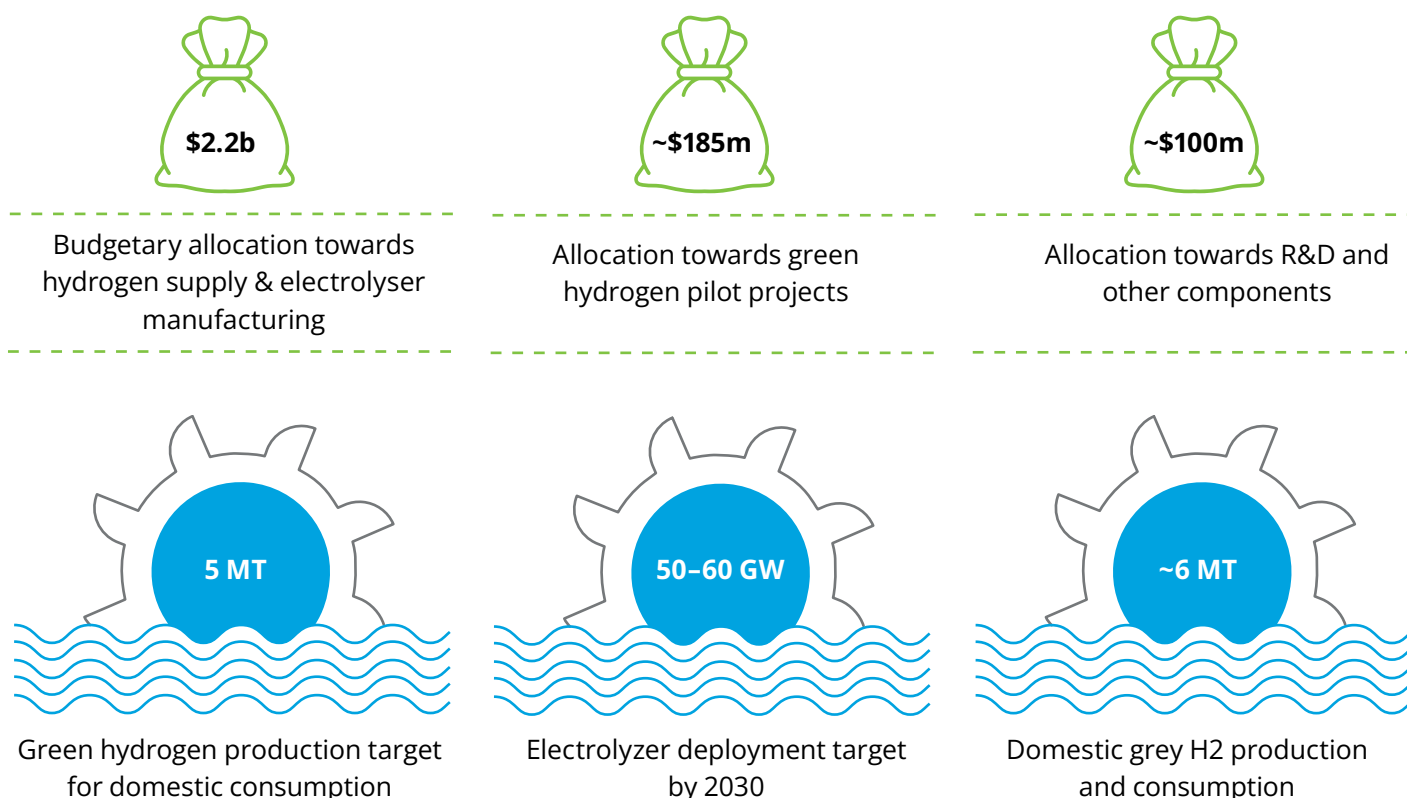 $2.2b
Budgetary allocation towards
hydrogen supply & electrolyser
manufacturing
~$185m
Allocation towards green
hydrogen pilot projects
~$100m
Allocation towards R&D and
other components
5 MT
Green hydrogen production target
for domestic consumption
50–60 GW
Electrolyzer deployment target
by 2030
~6 MT
Domestic grey H2 production
and consumption